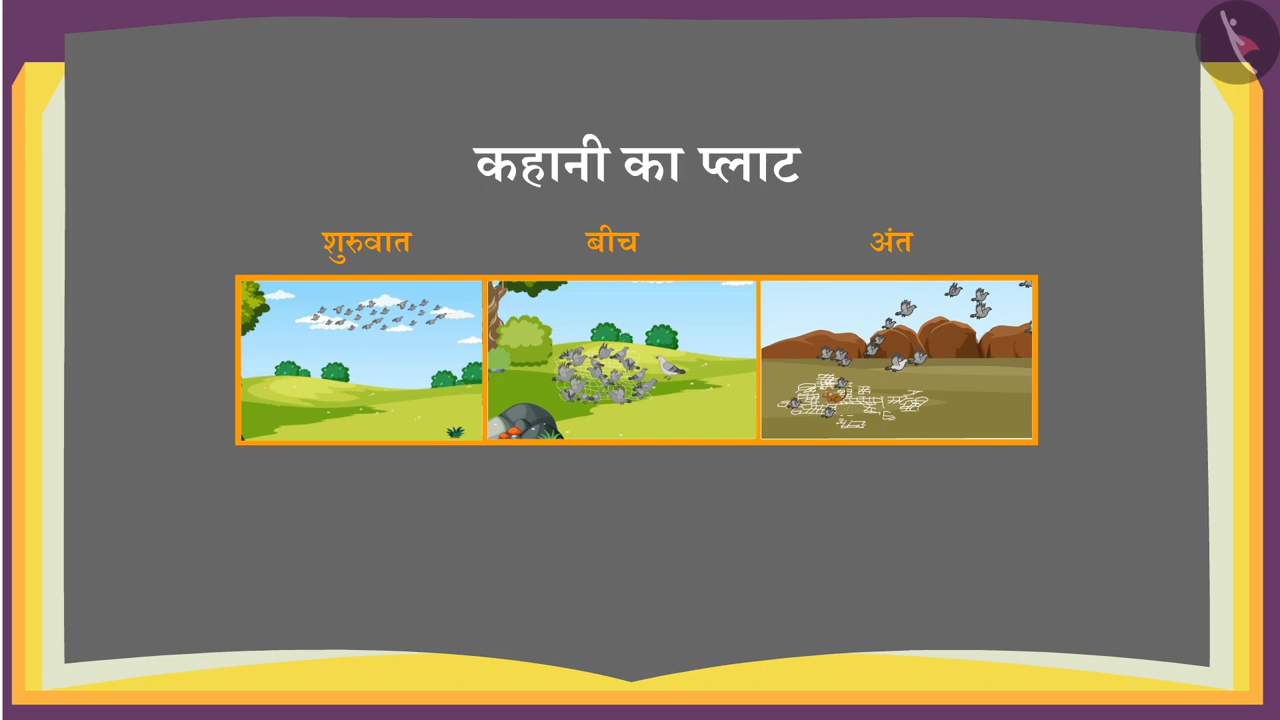 कहानी का प्लाट
शुरुवात बीच अंत